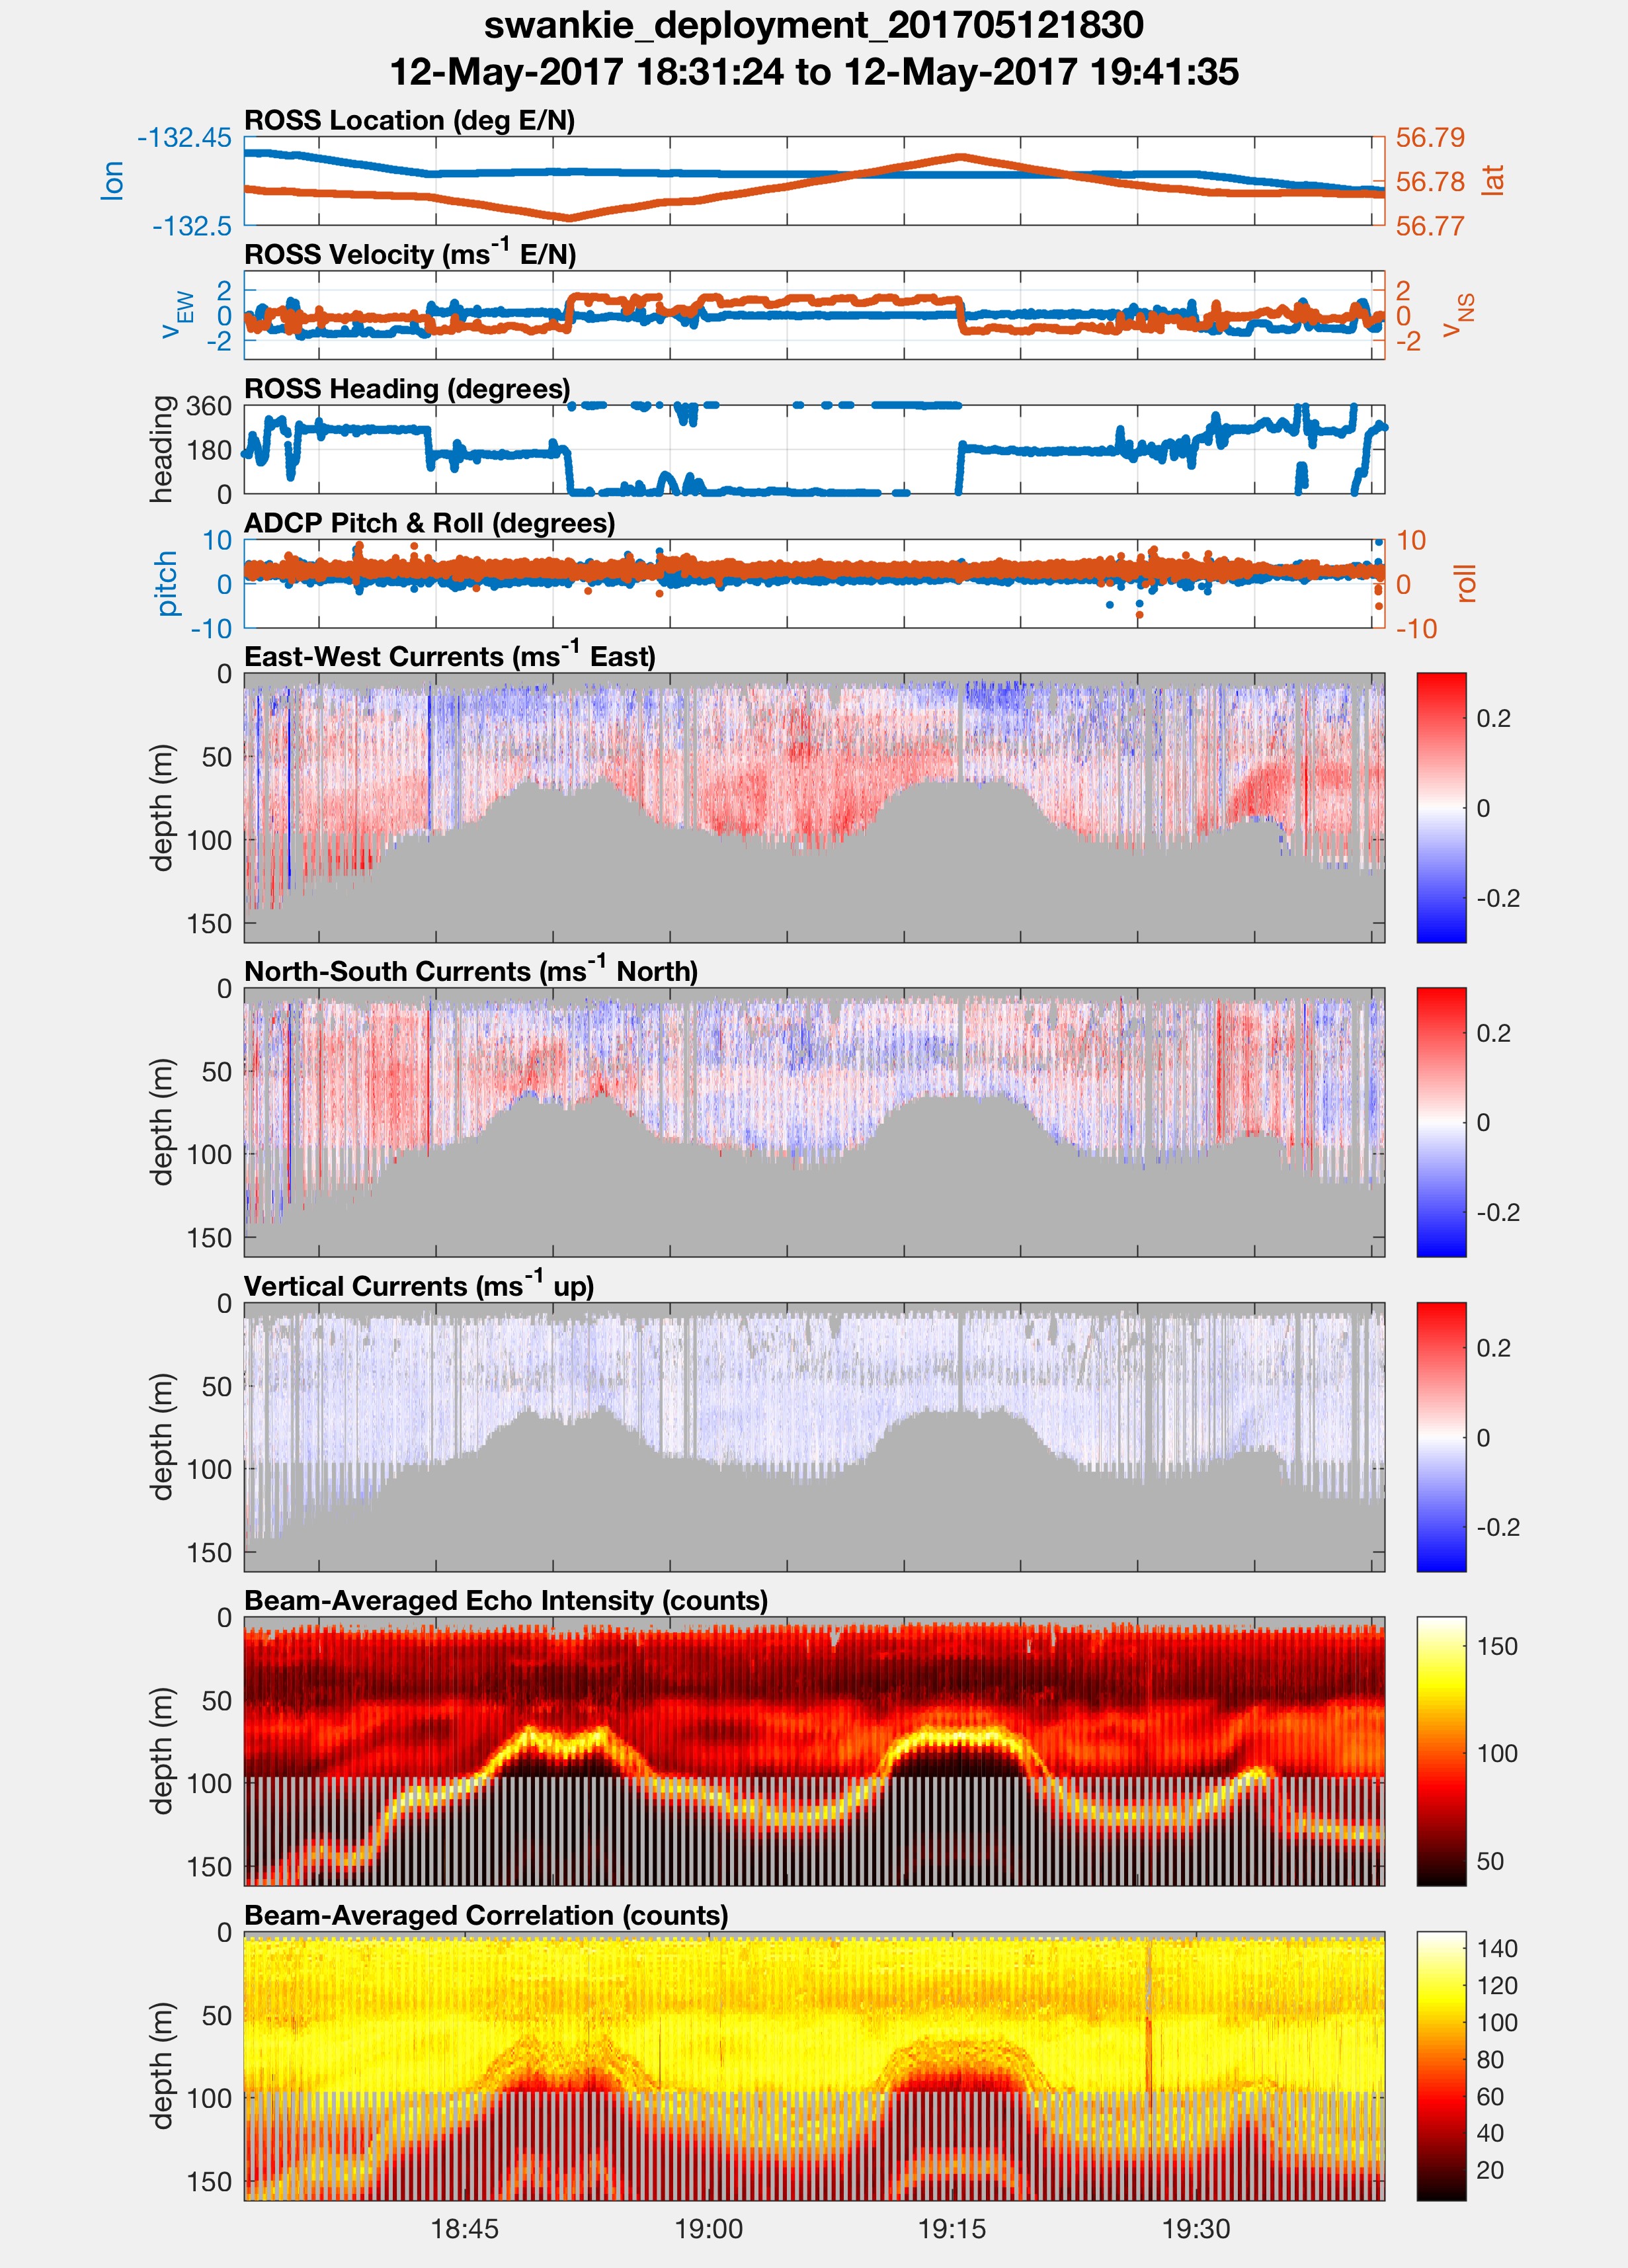 swankie_deployment_201705121830
12-May-2017 18:31:24 to 12-May-2017 19:41:35
ROSS Location (deg E/N)
-132.45
-132.5
lon
56.79
56.78
56.77
lat
ROSS Velocity (ms-1 E/N)
2
0
-2
vEW
2
0
-2
vNS
ROSS Heading (degrees)
360
180
0
heading
ADCP Pitch & Roll (degrees)
10
0
-10
pitch
10
0
-10
roll
East-West Currents (ms-1 East)
0
50
100
150
depth (m)
0.2
0
-0.2
North-South Currents (ms-1 North)
0
50
100
150
depth (m)
0.2
0
-0.2
Vertical Currents (ms-1 up)
0
50
100
150
depth (m)
0.2
0
-0.2
Beam-Averaged Echo Intensity (counts)
0
50
100
150
depth (m)
150
100
50
Beam-Averaged Correlation (counts)
0
50
100
150
depth (m)
140
120
100
80
60
40
20
18:45 19:00 19:15 19:30